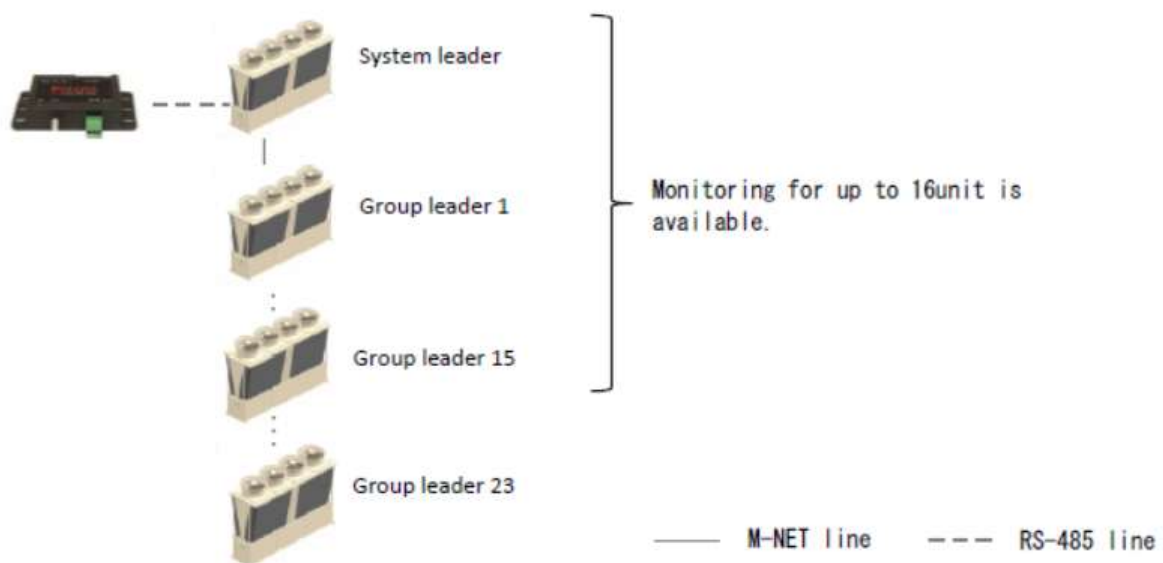 System leader
Group leader 1
Monitoring for up to 16unit is
available.
Group leader 15
Group leader 23
M-NET line
RS-485 line